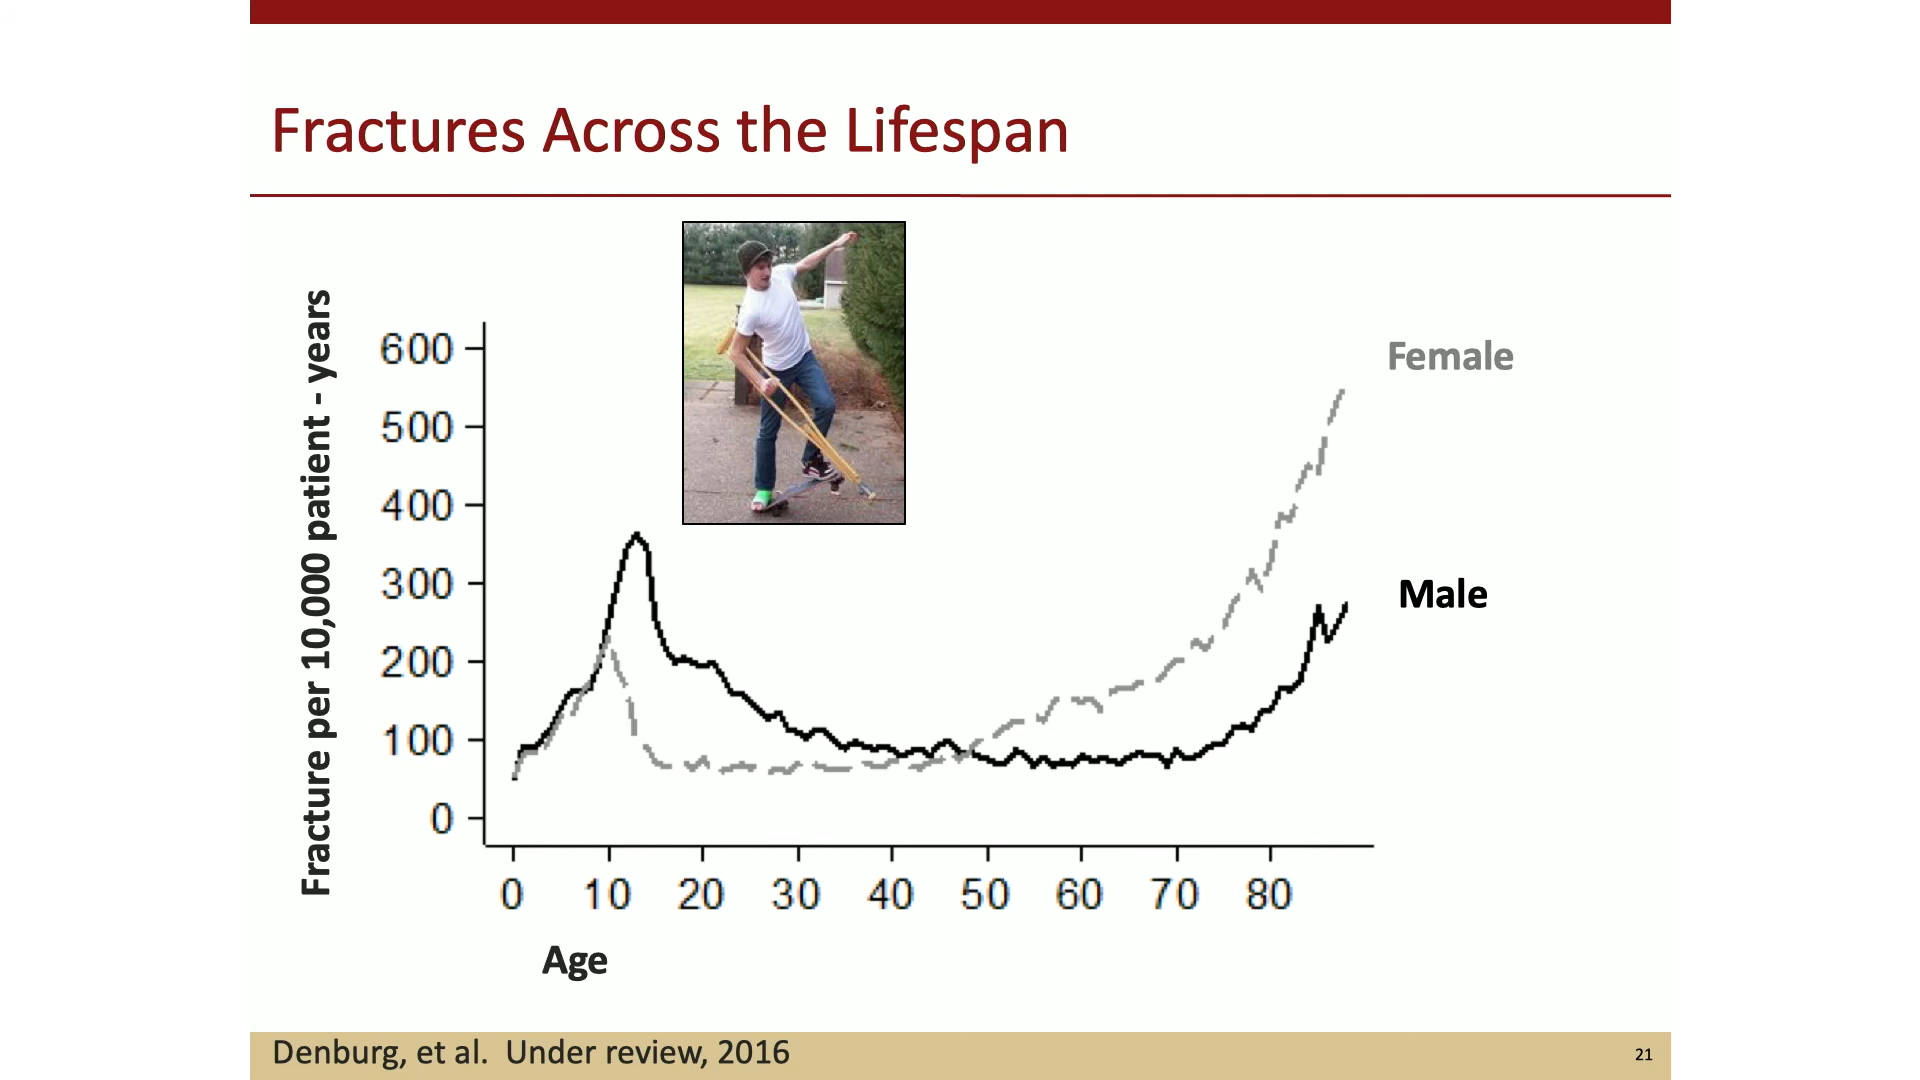 Fractures Across the Lifespan
Fracture per 10,000 patient - years
600
500
400
300
200
100
0
0 10 20 30 40 50 60 70 80
Age
Female
Male
Denburg, et al. Under review, 2016
21